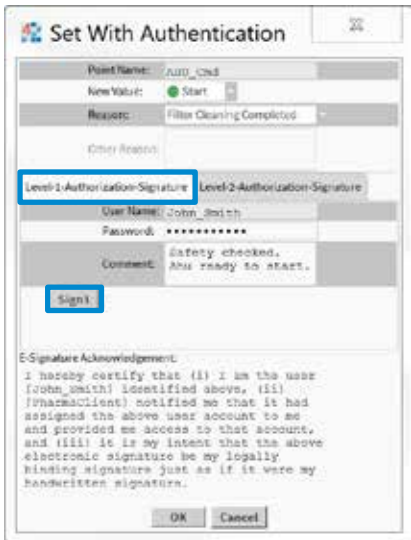 Set With Authentication
Point Name: AHU_Cmd
New Value: Start
Reason: Filter Cleaning Completed
Other Reason:
Level-1-Authorization-Signature Level-2-Authorization-Signature
User Name: John_Smith
Password: •••••••••••
Comment: Safety checked.
Ahu ready to start.
Sign1
E-Signature Acknowledgement:
I hereby certify that (i) I am the user
[John_Smith] identified above, (ii)
[PharmaClient] notified me that it had
assigned the above user account to me
and provided me access to that account,
and (iii) it is my intent that the above
electronic signature be my legally
binding signature just as if it were my
handwritten signature.
OK Cancel